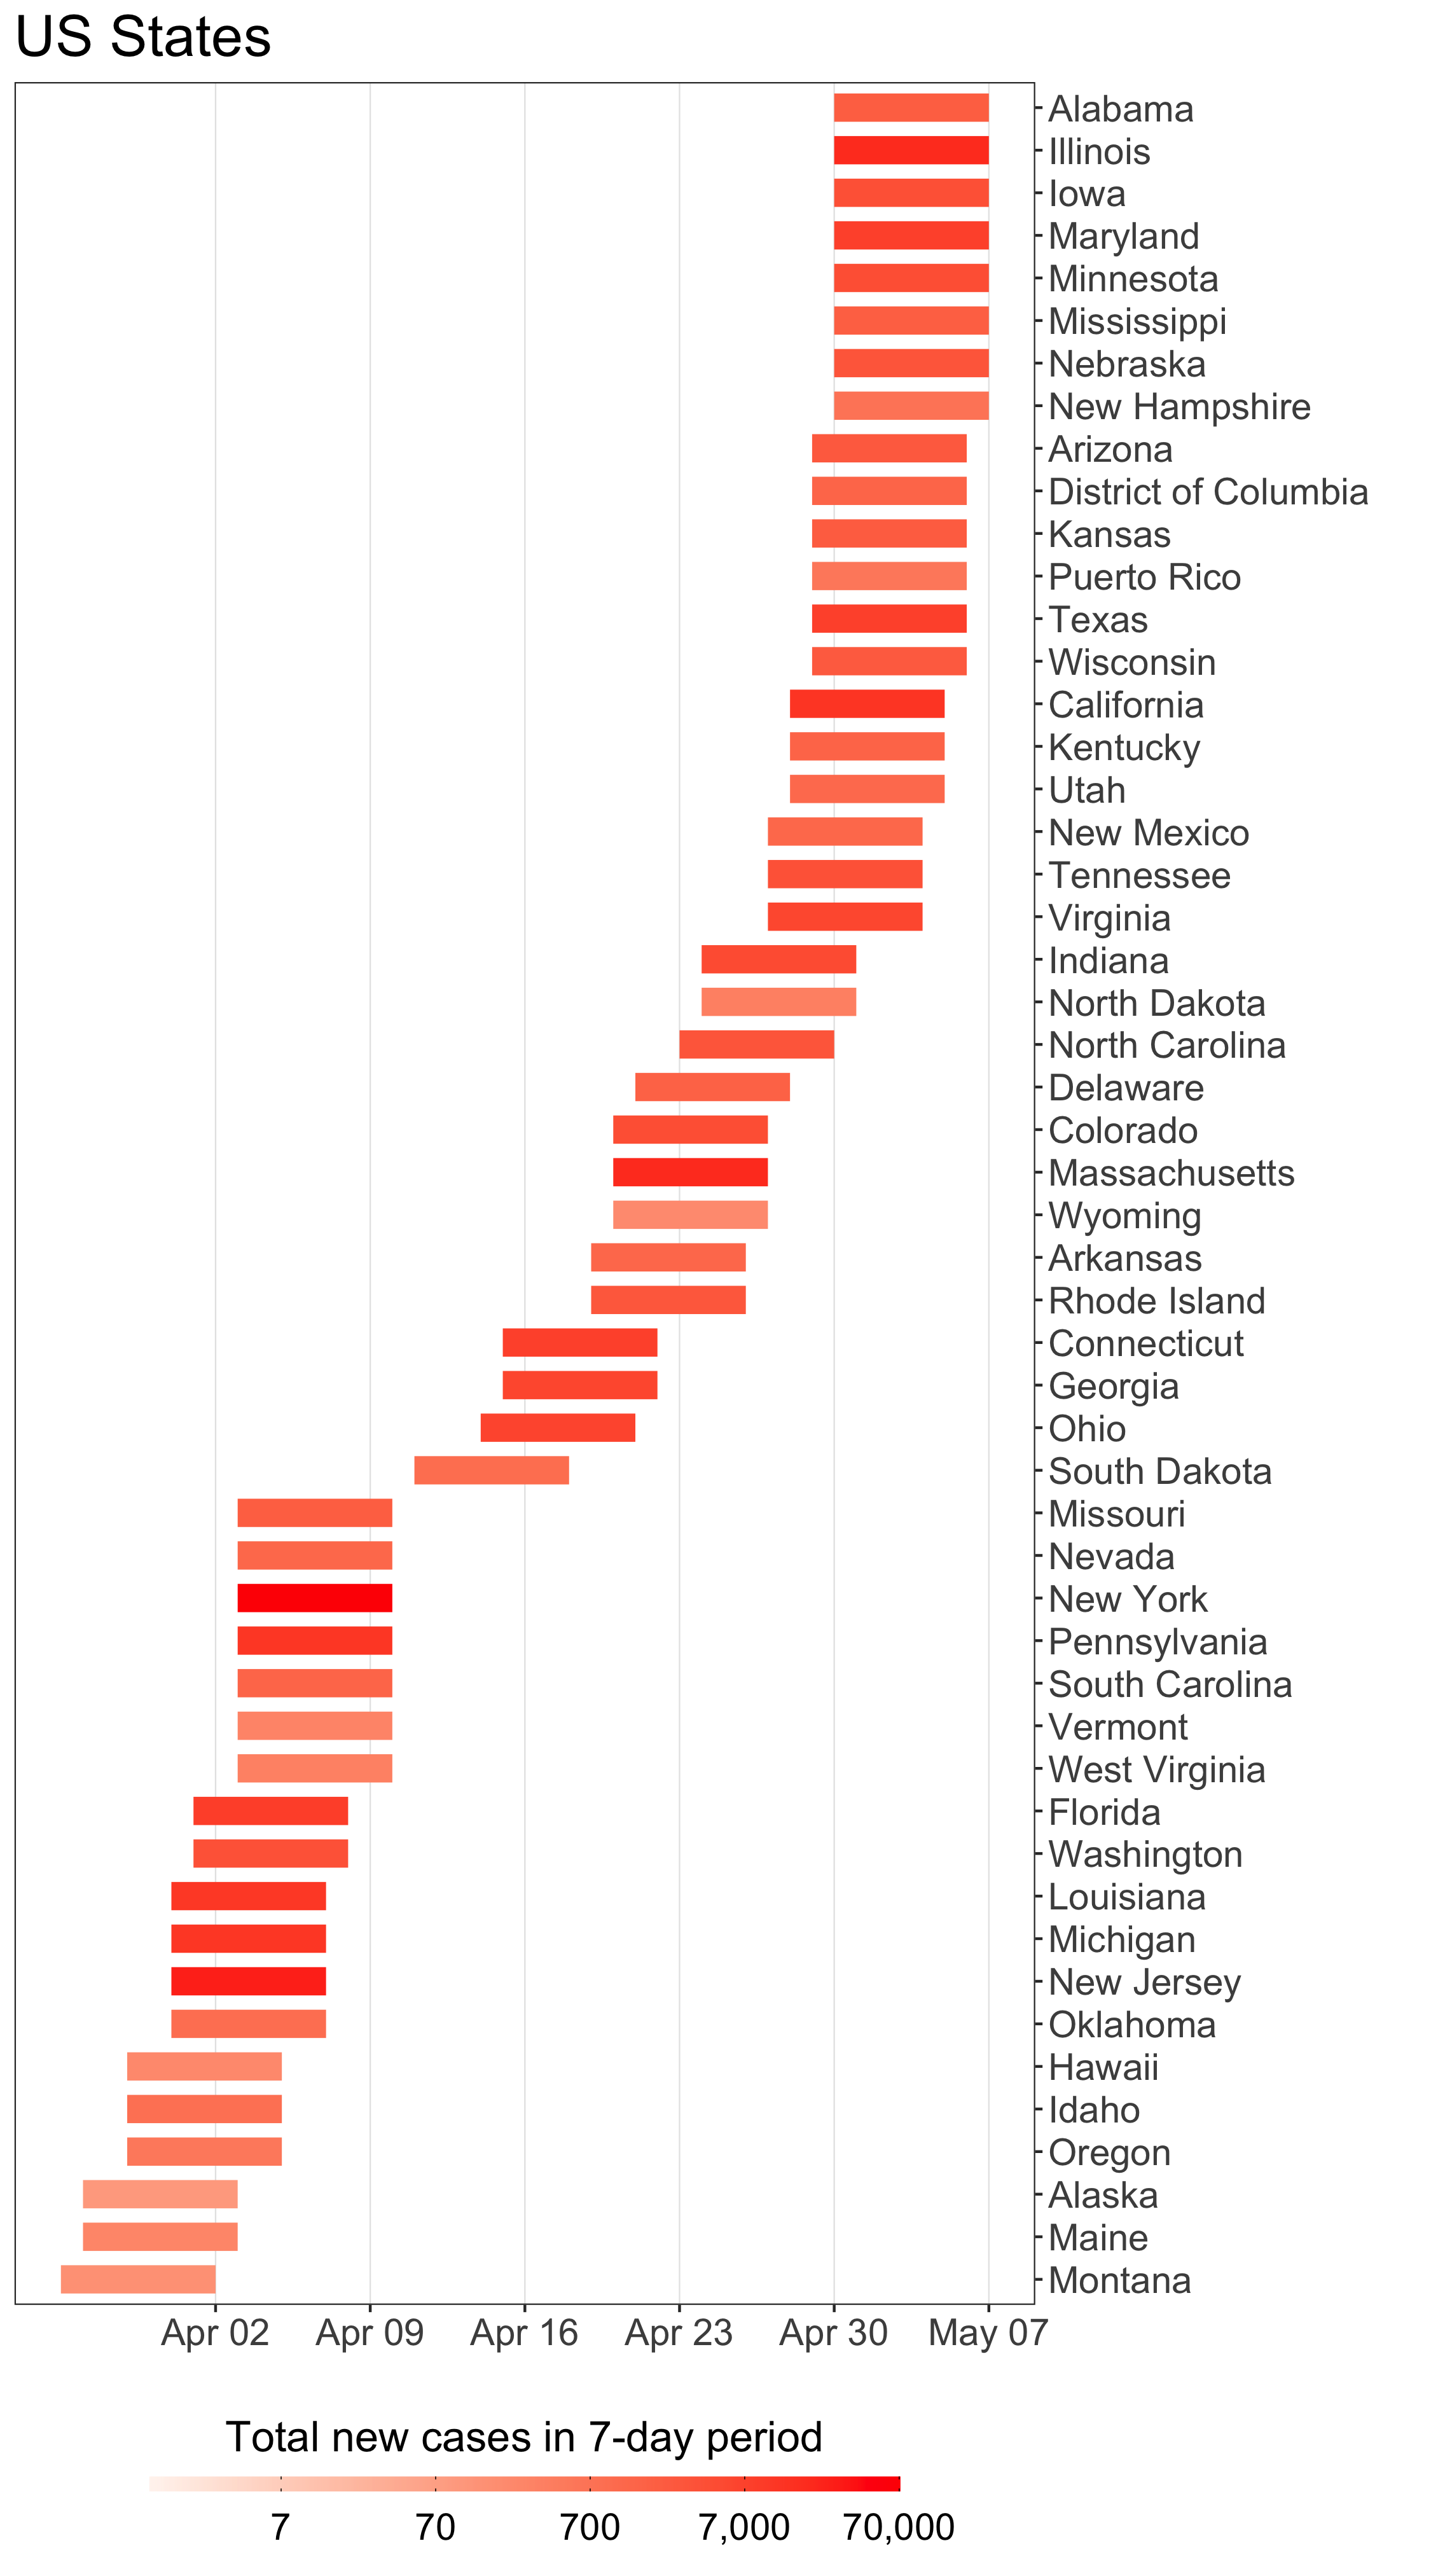 US States
Alabama
Illinois
Iowa
Maryland
Minnesota
Mississippi
Nebraska
New Hampshire
Arizona
District of Columbia
Kansas
Puerto Rico
Texas
Wisconsin
California
Kentucky
Utah
New Mexico
Tennessee
Virginia
Indiana
North Dakota
North Carolina
Delaware
Colorado
Massachusetts
Wyoming
Arkansas
Rhode Island
Connecticut
Georgia
Ohio
South Dakota
Missouri
Nevada
New York
Pennsylvania
South Carolina
Vermont
West Virginia
Florida
Washington
Louisiana
Michigan
New Jersey
Oklahoma
Hawaii
Idaho
Oregon
Alaska
Maine
Montana
Apr 02 Apr 09 Apr 16 Apr 23 Apr 30 May 07
Total new cases in 7-day period
7 70 700 7,000 70,000